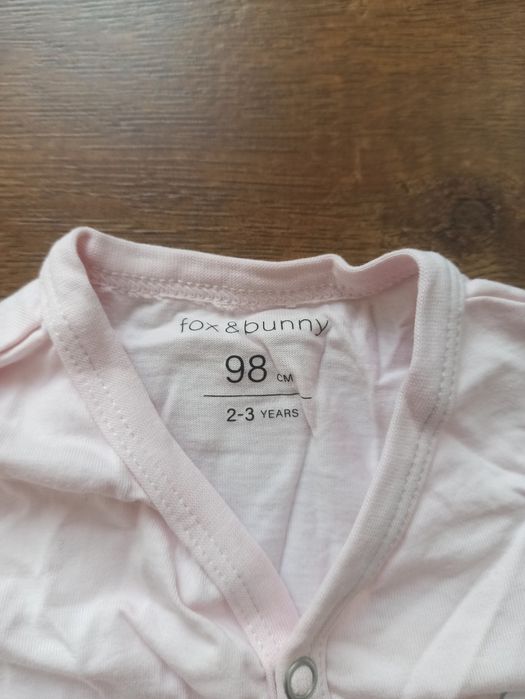 fox & bunny
98 CM
2-3 YEARS